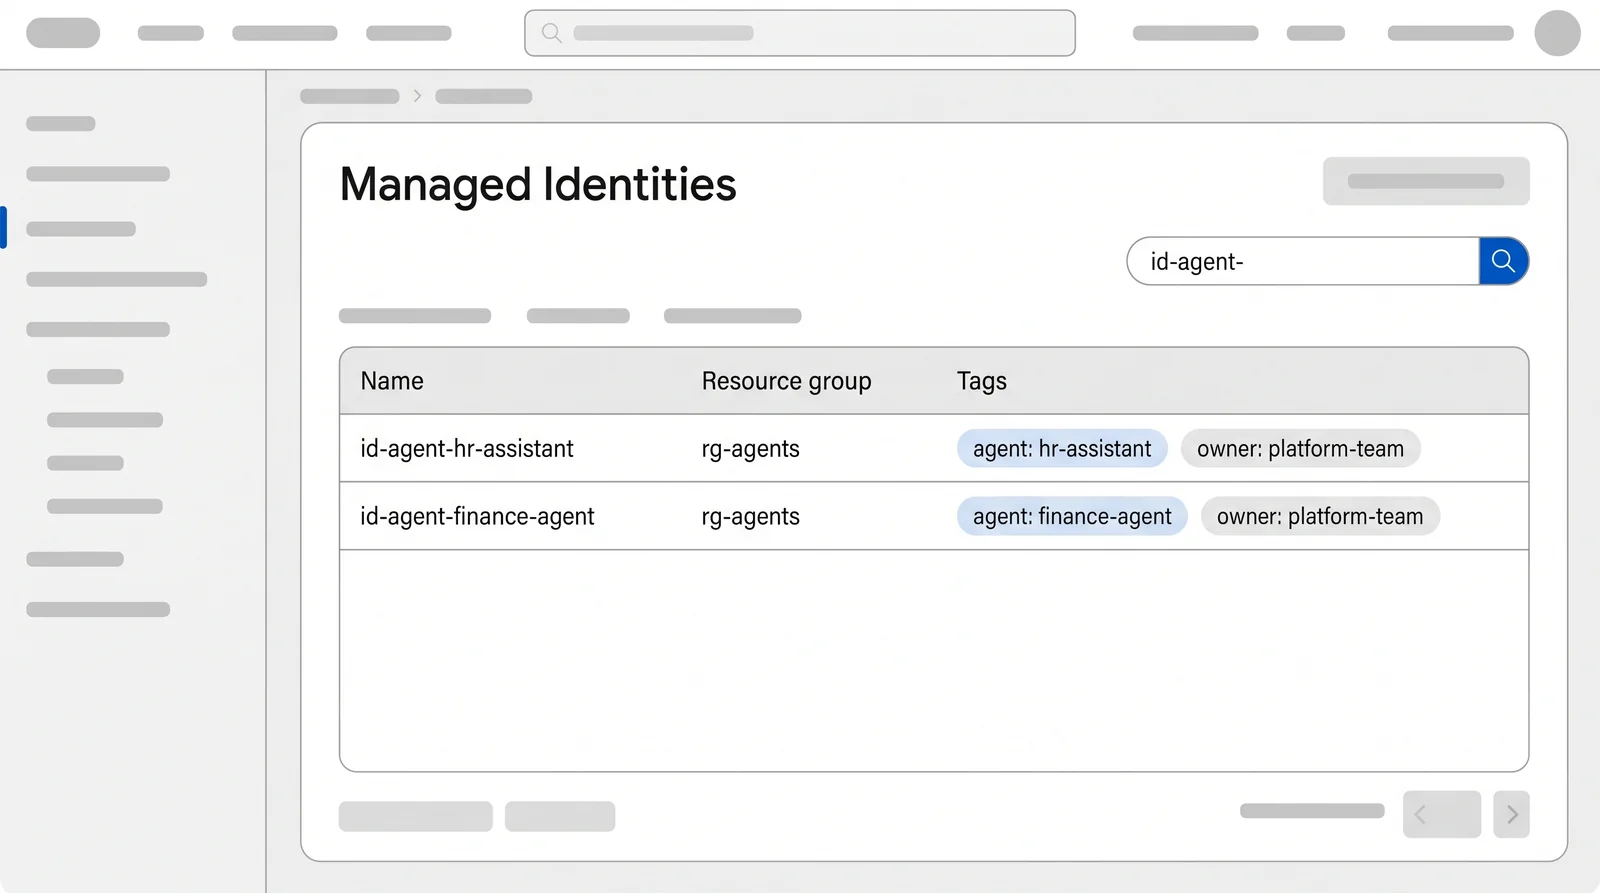 Managed Identities
id-agent-
Name Resource group Tags
id-agent-hr-assistant rg-agents agent: hr-assistant owner: platform-team
id-agent-finance-agent rg-agents agent: finance-agent owner: platform-team